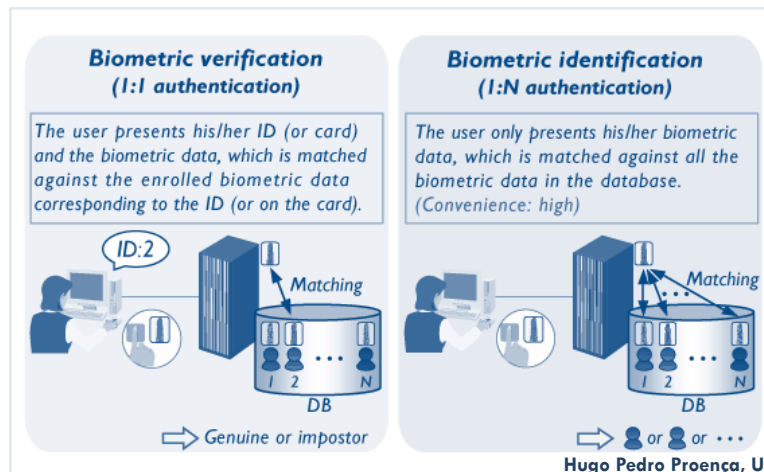 Biometric verification
(1:1 authentication)
The user presents his/her ID (or card)
and the biometric data, which is matched
against the enrolled biometric data
corresponding to the ID (or on the card).
ID:2
Matching
1 2 ••• N
DB
Genuine or impostor
Biometric identification
(1:N authentication)
The user only presents his/her biometric
data, which is matched against all the
biometric data in the database.
(Convenience: high)
Matching
•••
1 2 ••• N
DB
or or •••
Hugo Pedro Proença, U